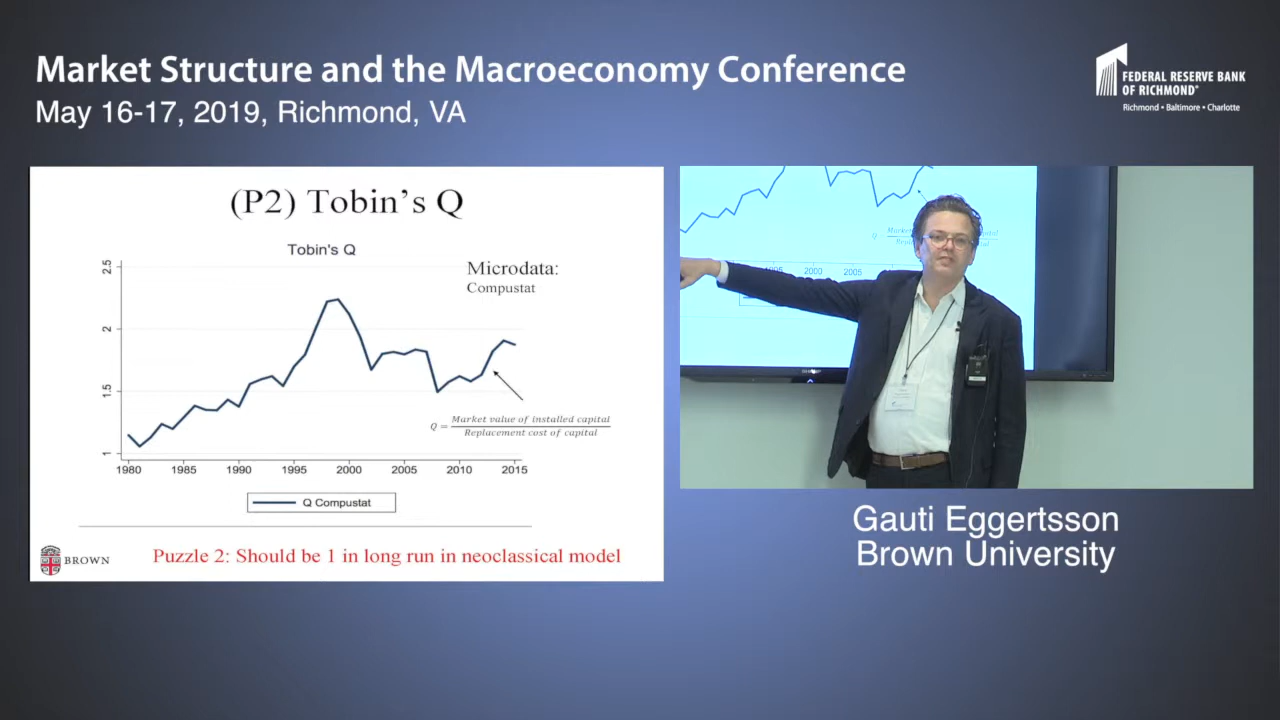 Market Structure and the Macroeconomy Conference
May 16-17, 2019, Richmond, VA
FEDERAL RESERVE BANK
OF RICHMOND®
Richmond • Baltimore • Charlotte
(P2) Tobin's Q
Tobin's Q
Microdata:
Compustat
2.5
2
1.5
1
Q = Market value of installed capital
Replacement cost of capital
1980 1985 1990 1995 2000 2005 2010 2015
Q Compustat
BROWN
Puzzle 2: Should be 1 in long run in neoclassical model
2000 2005
Gauti Eggertsson
Brown University